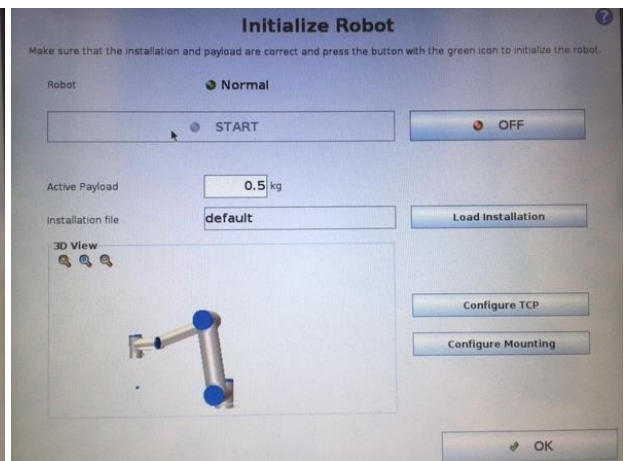 Initialize Robot
?
Make sure that the installation and payload are correct and press the button with the green icon to initialize the robot.
Robot
Normal
START
OFF
Active Payload
0.5 kg
Installation file
default
Load Installation
3D View
Configure TCP
Configure Mounting
OK